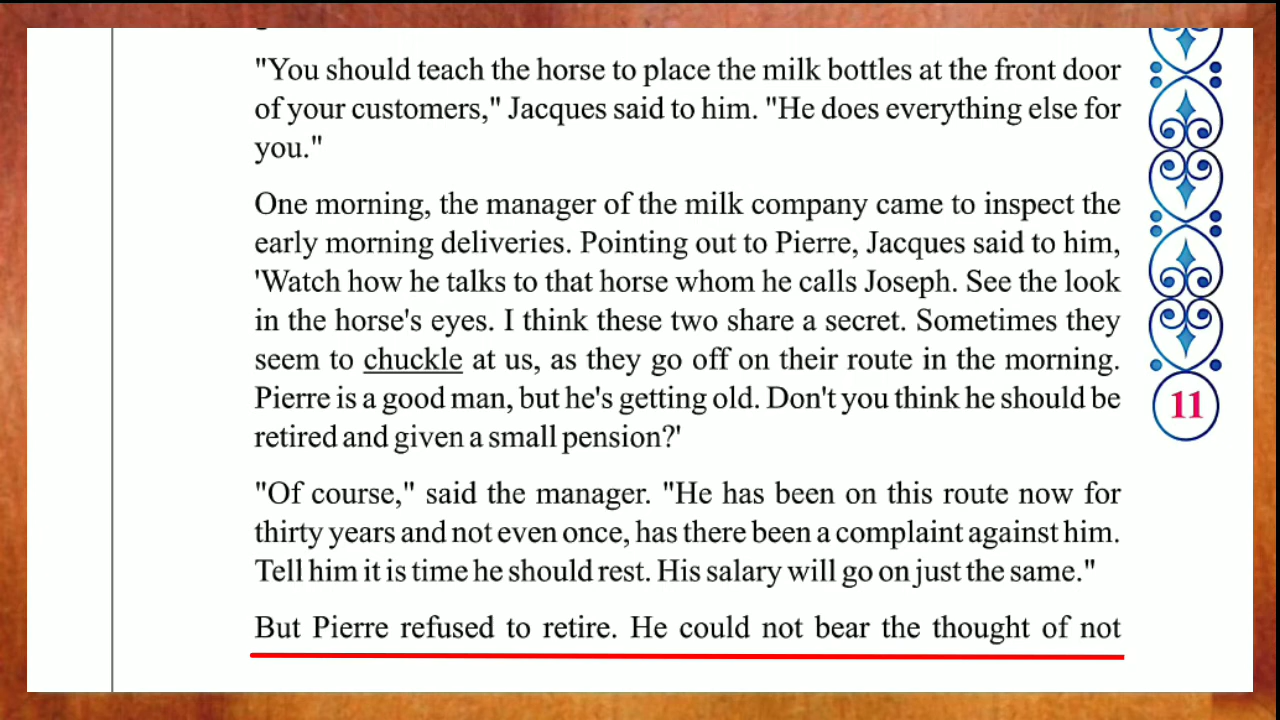 "You should teach the horse to place the milk bottles at the front door
of your customers," Jacques said to him. "He does everything else for
you."
One morning, the manager of the milk company came to inspect the
early morning deliveries. Pointing out to Pierre, Jacques said to him,
'Watch how he talks to that horse whom he calls Joseph. See the look
in the horse's eyes. I think these two share a secret. Sometimes they
seem to chuckle at us, as they go off on their route in the morning.
Pierre is a good man, but he's getting old. Don't you think he should be
retired and given a small pension?'
"Of course," said the manager. "He has been on this route now for
thirty years and not even once, has there been a complaint against him.
Tell him it is time he should rest. His salary will go on just the same."
But Pierre refused to retire. He could not bear the thought of not
11